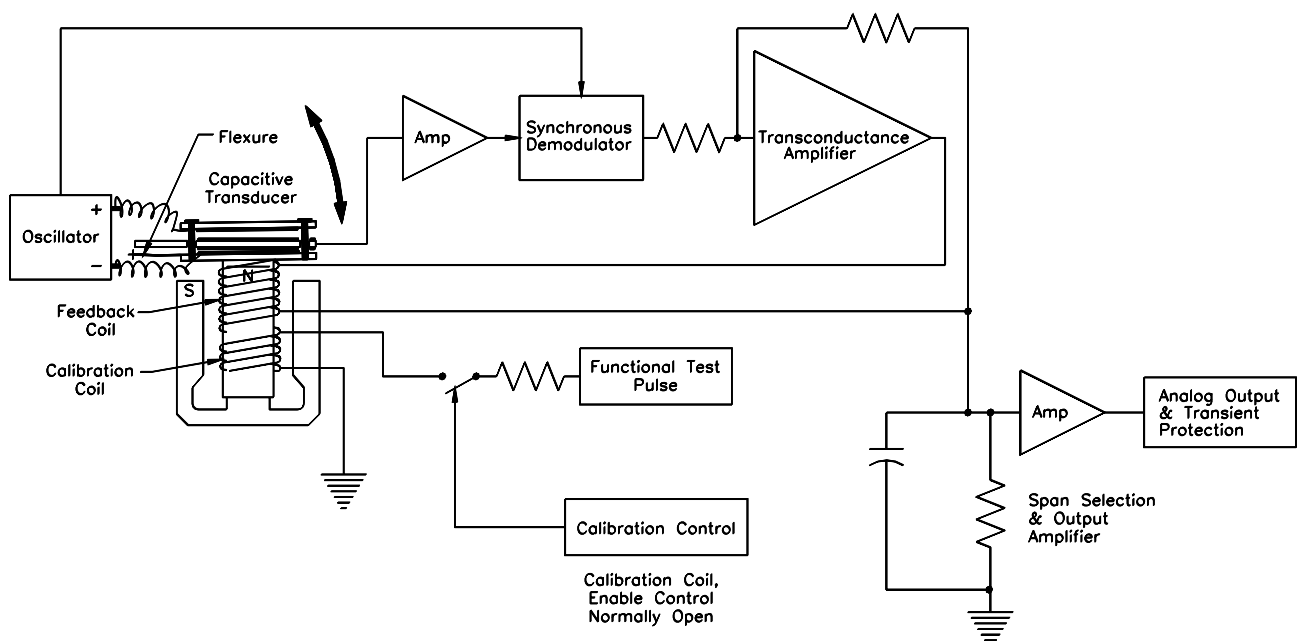 Flexure
Capacitive
Transducer
Oscillator
+
−
Amp
Synchronous
Demodulator
Transconductance
Amplifier
N
S
Feedback
Coil
Calibration
Coil
Functional Test
Pulse
Calibration Control
Calibration Coil,
Enable Control
Normally Open
Amp
Analog Output
& Transient
Protection
Span Selection
& Output
Amplifier